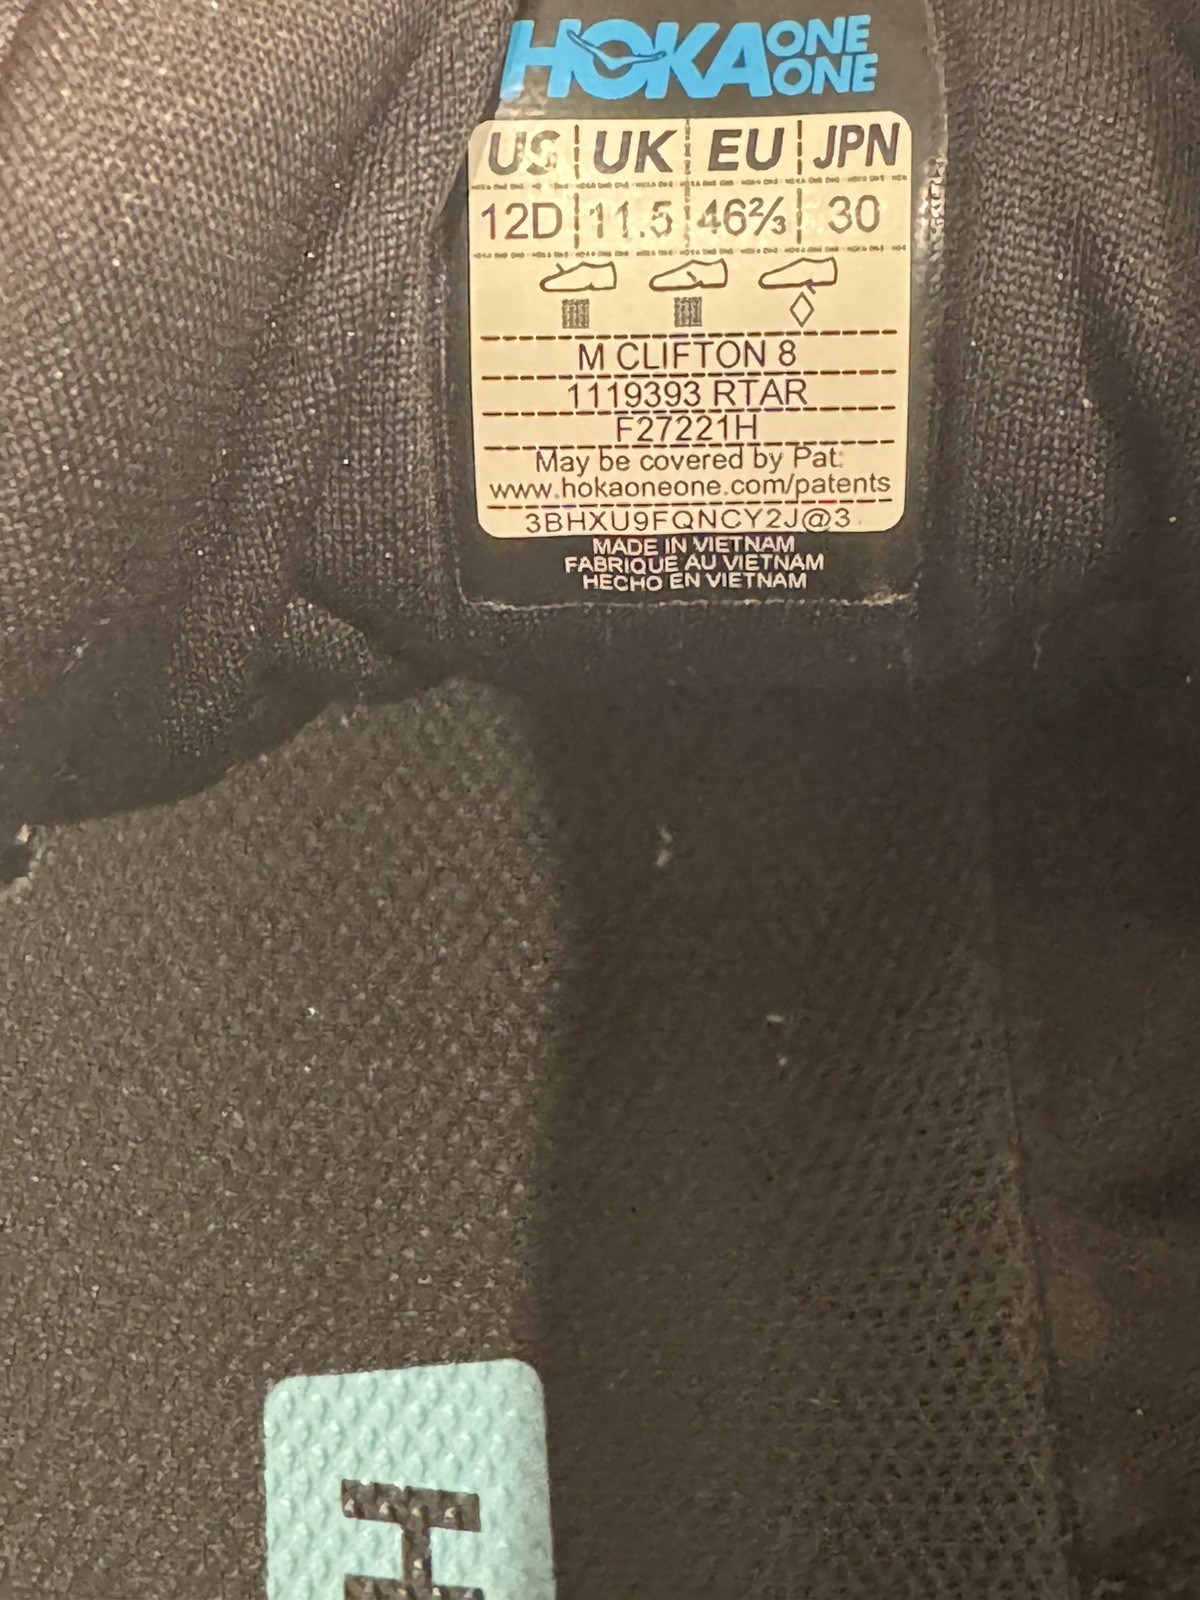 HOKA ONE ONE
US UK EU JPN
12D 11.5 46⅔ 30
M CLIFTON 8
1119393 RTAR
F27221H
May be covered by Pat.
www.hokaoneone.com/patents
3BHXU9FQNCY2J@3
MADE IN VIETNAM
FABRIQUE AU VIETNAM
HECHO EN VIETNAM
H